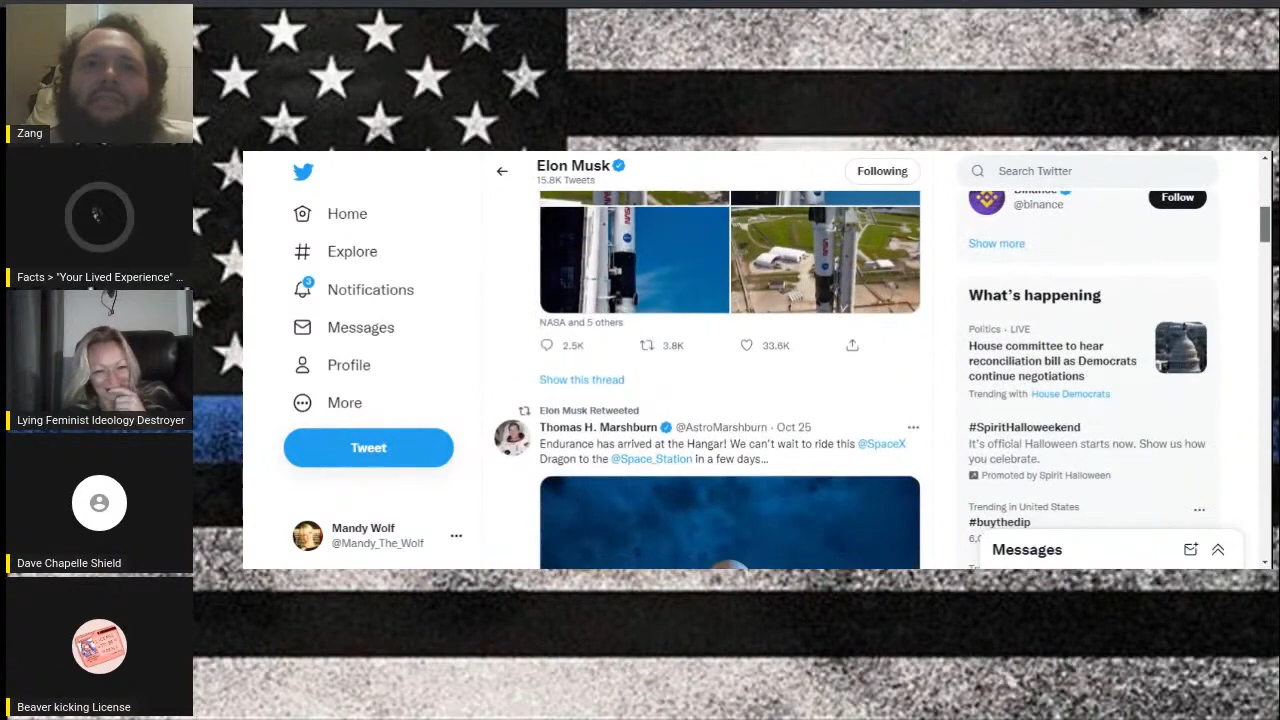 Zang
Facts > "Your Lived Experience" ...
Lying Feminist Ideology Destroyer
Dave Chapelle Shield
Beaver kicking License
Home
Explore
3
Notifications
Messages
Profile
More
Tweet
Mandy Wolf
@Mandy_The_Wolf
Elon Musk
15.8K Tweets
Following
NASA and 5 others
2.5K 3.8K 33.6K
Show this thread
Elon Musk Retweeted
Thomas H. Marshburn @AstroMarshburn · Oct 25
Endurance has arrived at the Hangar! We can't wait to ride this @SpaceX
Dragon to the @Space_Station in a few days...
Search Twitter
Binance
@binance
Follow
Show more
What's happening
Politics · LIVE
House committee to hear
reconciliation bill as Democrats
continue negotiations
Trending with House Democrats
#SpiritHalloweekend
It's official Halloween starts now. Show us how
you celebrate.
Promoted by Spirit Halloween
Trending in United States
#buythedip
Messages